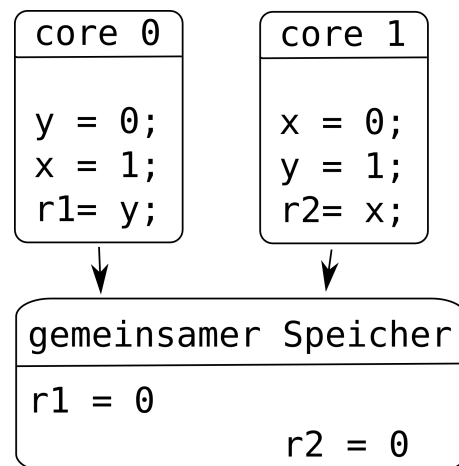 core 0
y = 0;
x = 1;
r1= y;
core 1
x = 0;
y = 1;
r2= x;
gemeinsamer Speicher
r1 = 0
r2 = 0